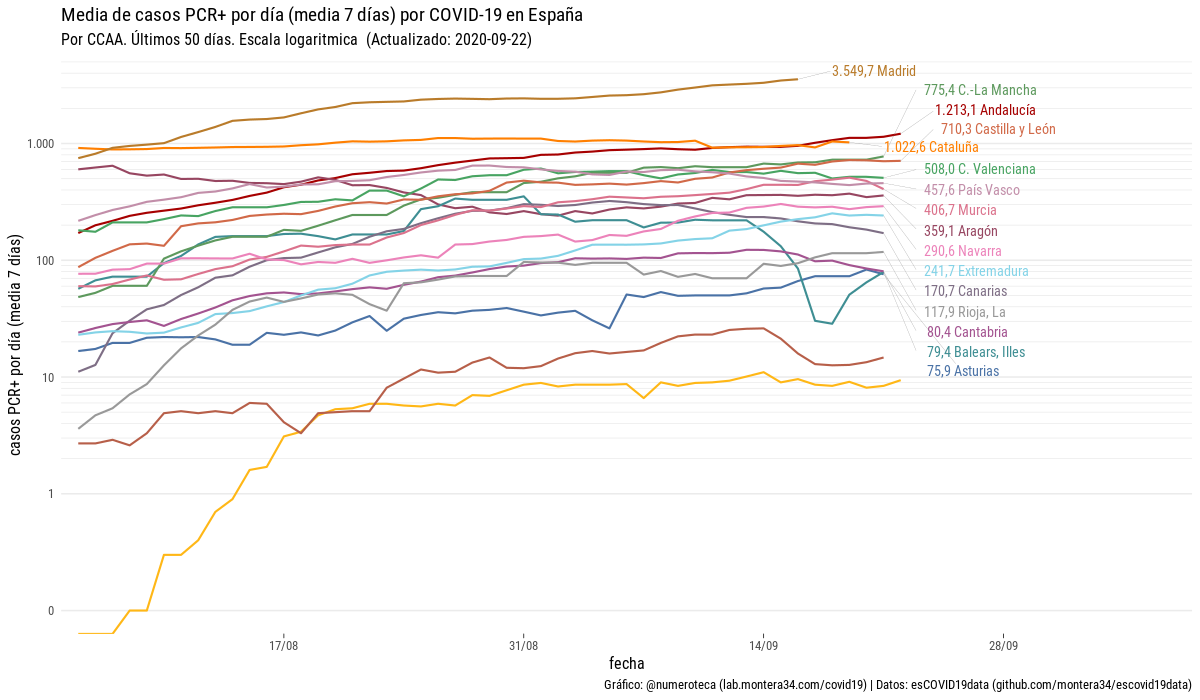 Media de casos PCR+ por día (media 7 días) por COVID-19 en España
Por CCAA. Últimos 50 días. Escala logaritmica  (Actualizado: 2020-09-22)
3.549,7 Madrid
775,4 C.-La Mancha
1.213,1 Andalucía
710,3 Castilla y León
1.022,6 Cataluña
508,0 C. Valenciana
457,6 País Vasco
406,7 Murcia
359,1 Aragón
290,6 Navarra
241,7 Extremadura
170,7 Canarias
117,9 Rioja, La
80,4 Cantabria
79,4 Balears, Illes
75,9 Asturias
1.000
100
10
1
0
casos PCR+ por día (media  7 días)
17/08
31/08
14/09
28/09
fecha
Gráfico: @numeroteca (lab.montera34.com/covid19) | Datos: esCOVID19data (github.com/montera34/escovid19data)